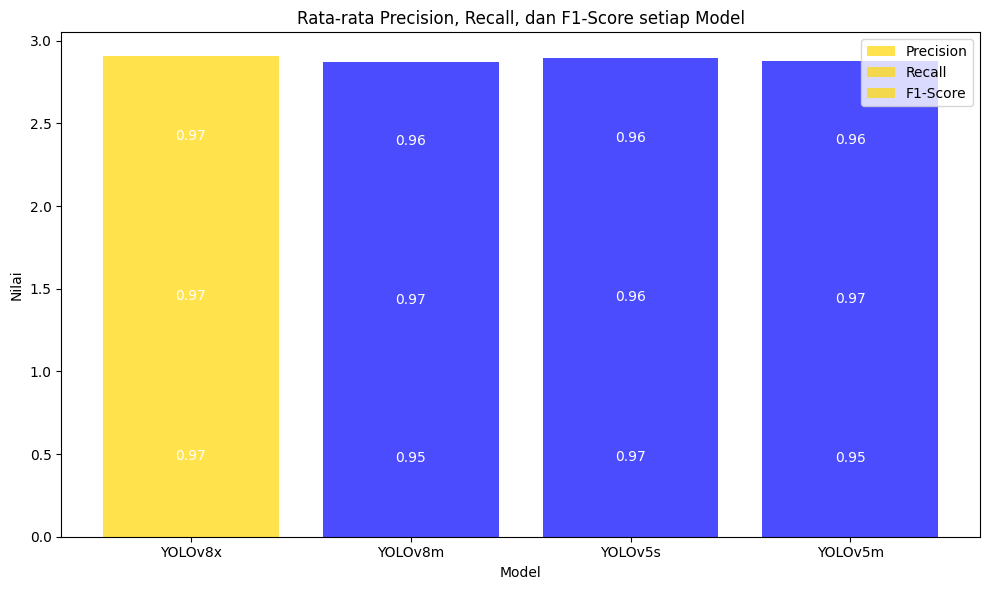 Rata-rata Precision, Recall, dan F1-Score setiap Model
3.0
2.5
2.0
1.5
1.0
0.5
0.0
Nilai
Precision
Recall
F1-Score
0.97
0.96
0.96
0.96
0.97
0.97
0.96
0.97
0.97
0.95
0.97
0.95
YOLOv8x
YOLOv8m
YOLOv5s
YOLOv5m
Model